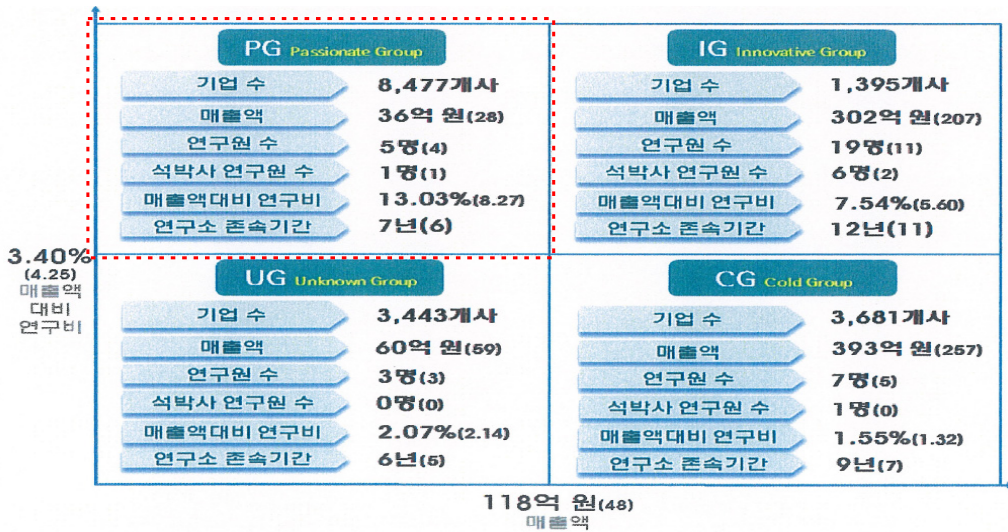 PG Passionate Group
기업 수 8,477개사
매출액 36억 원(28)
연구원 수 5명(4)
석박사 연구원 수 1명(1)
매출액대비 연구비 13.03%(8.27)
연구소 존속기간 7년(6)
IG Innovative Group
기업 수 1,395개사
매출액 302억 원(207)
연구원 수 19명(11)
석박사 연구원 수 6명(2)
매출액대비 연구비 7.54%(5.60)
연구소 존속기간 12년(11)
3.40%
(4.25)
매출액
대비
연구비
UG Unknown Group
기업 수 3,443개사
매출액 60억 원(59)
연구원 수 3명(3)
석박사 연구원 수 0명(0)
매출액대비 연구비 2.07%(2.14)
연구소 존속기간 6년(5)
CG Cold Group
기업 수 3,681개사
매출액 393억 원(257)
연구원 수 7명(5)
석박사 연구원 수 1명(0)
매출액대비 연구비 1.55%(1.32)
연구소 존속기간 9년(7)
118억 원(48)
매출액